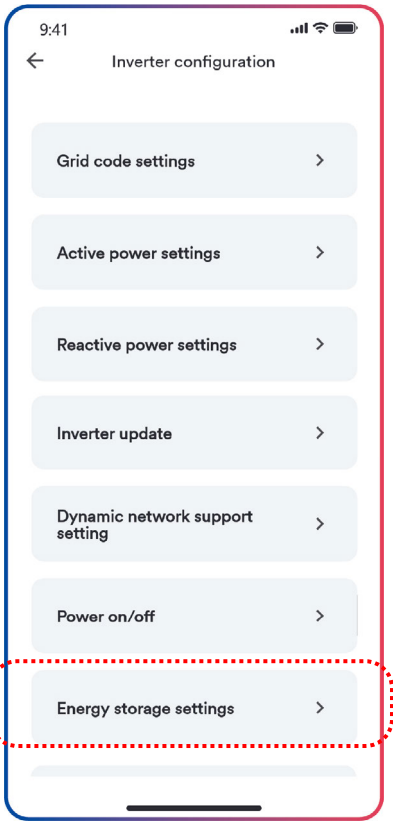 9:41
Inverter configuration
Grid code settings
Active power settings
Reactive power settings
Inverter update
Dynamic network support
setting
Power on/off
Energy storage settings